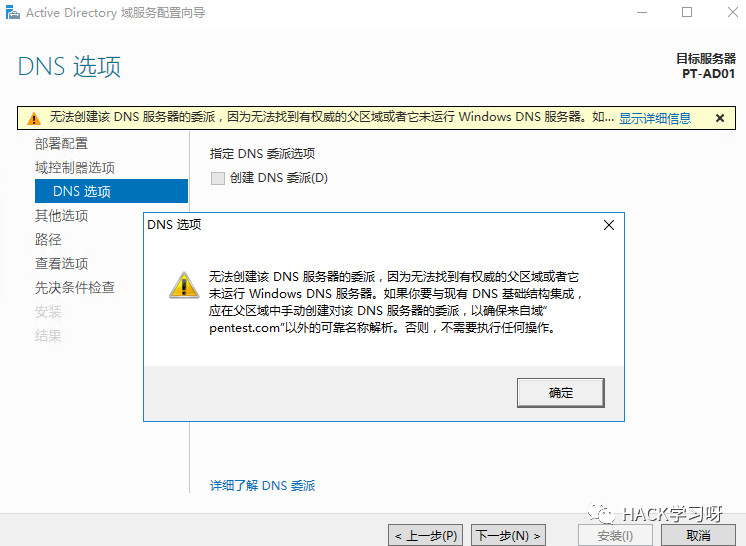 Active Directory 域服务配置向导
DNS 选项
目标服务器
PT-AD01
无法创建该 DNS 服务器的委派，因为无法找到有权威的父区域或者它未运行 Windows DNS 服务器。如... 显示详细信息
部署配置
域控制器选项
DNS 选项
其他选项
路径
查看选项
先决条件检查
安装
结果
指定 DNS 委派选项
创建 DNS 委派(D)
DNS 选项
无法创建该 DNS 服务器的委派，因为无法找到有权威的父区域或者它
未运行 Windows DNS 服务器。如果你要与现有 DNS 基础结构集成，
应在父区域中手动创建对该 DNS 服务器的委派，以确保来自域“
pentest.com”以外的可靠名称解析。否则，不需要执行任何操作。
确定
详细了解 DNS 委派
HACK学习呀
< 上一步(P) 下一步(N) > 安装(I) 取消